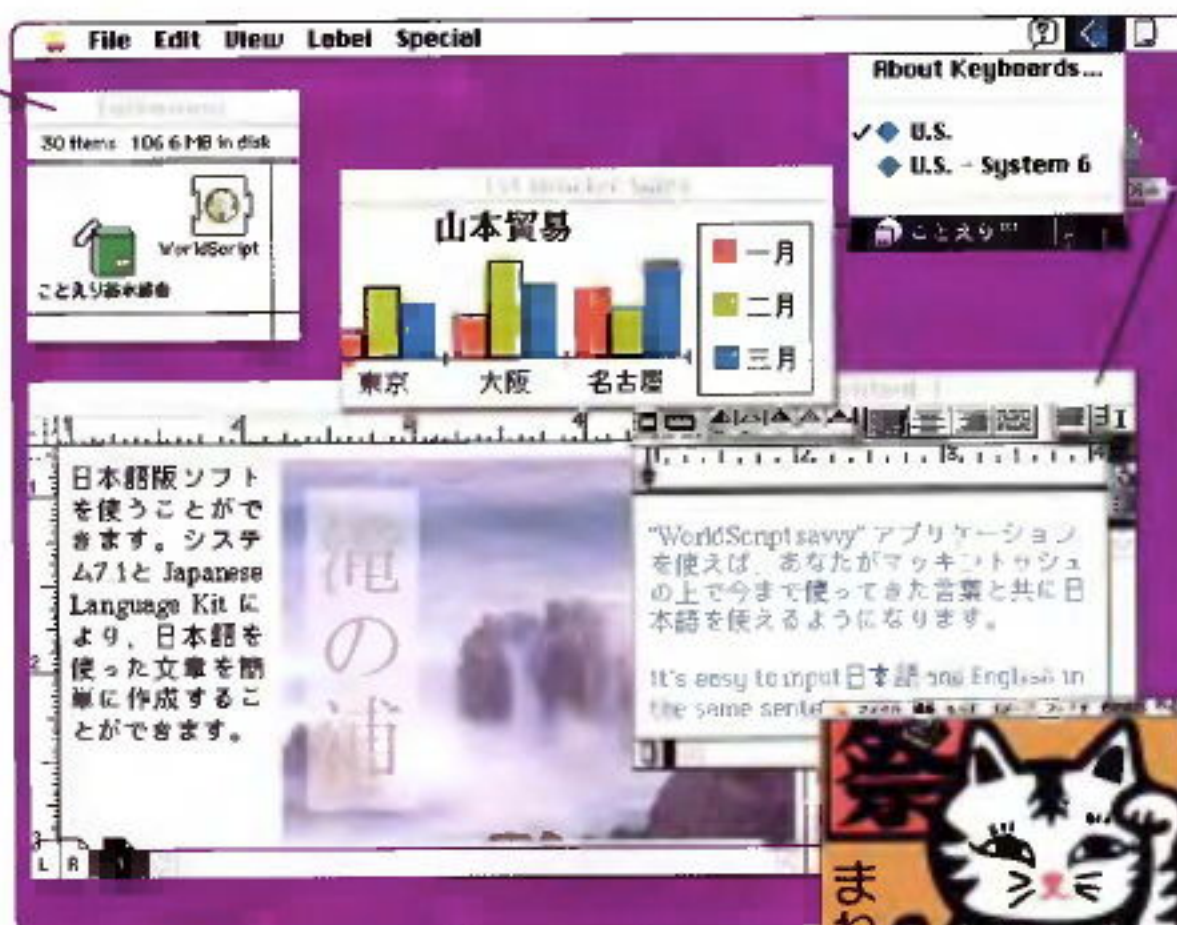 File Edit View Label Special
About Keyboards...
U.S.
U.S. - System 6
ことえり
30 items 106.6 MB in disk
WorldScript
ことえり
山本貿易
一月
二月
三月
東京 大阪 名古屋
日本語版ソフト
を使うことがで
きます。システ
ム7.1と Japanese
Language Kit に
より、日本語を
使った文章を簡
単に作成するこ
とができます。
滝の浦
"WorldScript savvy" アプリケーション
を使えば、あなたがマッキントッシュ
の上で今まで使ってきた言葉と共に日
本語を使えるようになります。
It's easy to input 日本語 and English in
the same sente
祭
まね
L R 1